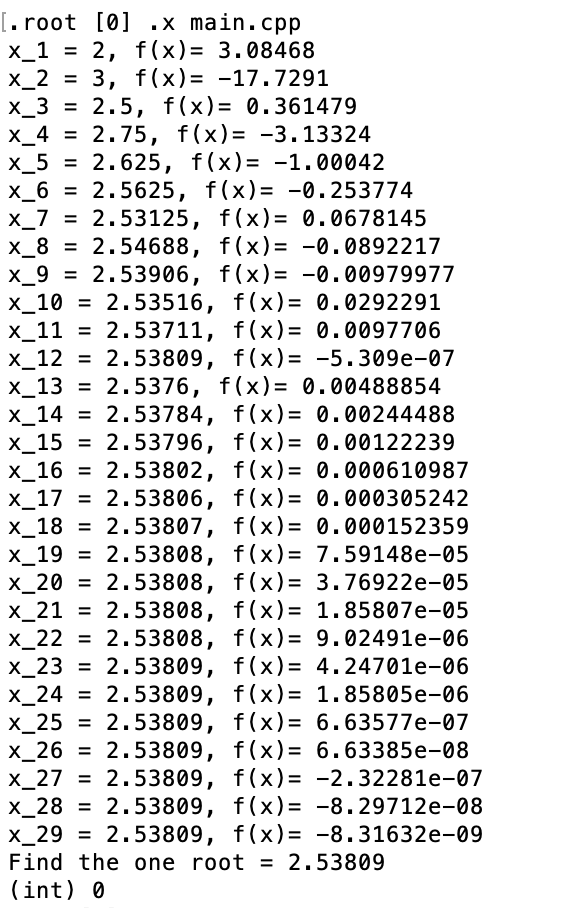 [.root [0] .x main.cpp
x_1 = 2, f(x)= 3.08468
x_2 = 3, f(x)= -17.7291
x_3 = 2.5, f(x)= 0.361479
x_4 = 2.75, f(x)= -3.13324
x_5 = 2.625, f(x)= -1.00042
x_6 = 2.5625, f(x)= -0.253774
x_7 = 2.53125, f(x)= 0.0678145
x_8 = 2.54688, f(x)= -0.0892217
x_9 = 2.53906, f(x)= -0.00979977
x_10 = 2.53516, f(x)= 0.0292291
x_11 = 2.53711, f(x)= 0.0097706
x_12 = 2.53809, f(x)= -5.309e-07
x_13 = 2.5376, f(x)= 0.00488854
x_14 = 2.53784, f(x)= 0.00244488
x_15 = 2.53796, f(x)= 0.00122239
x_16 = 2.53802, f(x)= 0.000610987
x_17 = 2.53806, f(x)= 0.000305242
x_18 = 2.53807, f(x)= 0.000152359
x_19 = 2.53808, f(x)= 7.59148e-05
x_20 = 2.53808, f(x)= 3.76922e-05
x_21 = 2.53808, f(x)= 1.85807e-05
x_22 = 2.53808, f(x)= 9.02491e-06
x_23 = 2.53809, f(x)= 4.24701e-06
x_24 = 2.53809, f(x)= 1.85805e-06
x_25 = 2.53809, f(x)= 6.63577e-07
x_26 = 2.53809, f(x)= 6.63385e-08
x_27 = 2.53809, f(x)= -2.32281e-07
x_28 = 2.53809, f(x)= -8.29712e-08
x_29 = 2.53809, f(x)= -8.31632e-09
Find the one root = 2.53809
(int) 0